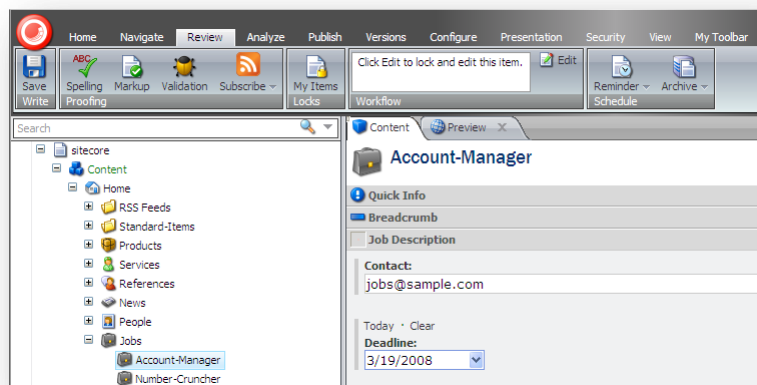 Home Navigate Review Analyze Publish Versions Configure Presentation Security View My Toolbar
ABC
Click Edit to lock and edit this item. Edit
Save Spelling Markup Validation Subscribe My Items Reminder Archive
Write Proofing Locks Workflow Schedule
Search
Content Preview X
sitecore
Content
Home
RSS Feeds
Standard-Items
Products
Services
References
News
People
Jobs
Account-Manager
Number-Cruncher
Account-Manager
Quick Info
Breadcrumb
Job Description
Contact:
jobs@sample.com
Today · Clear
Deadline:
3/19/2008